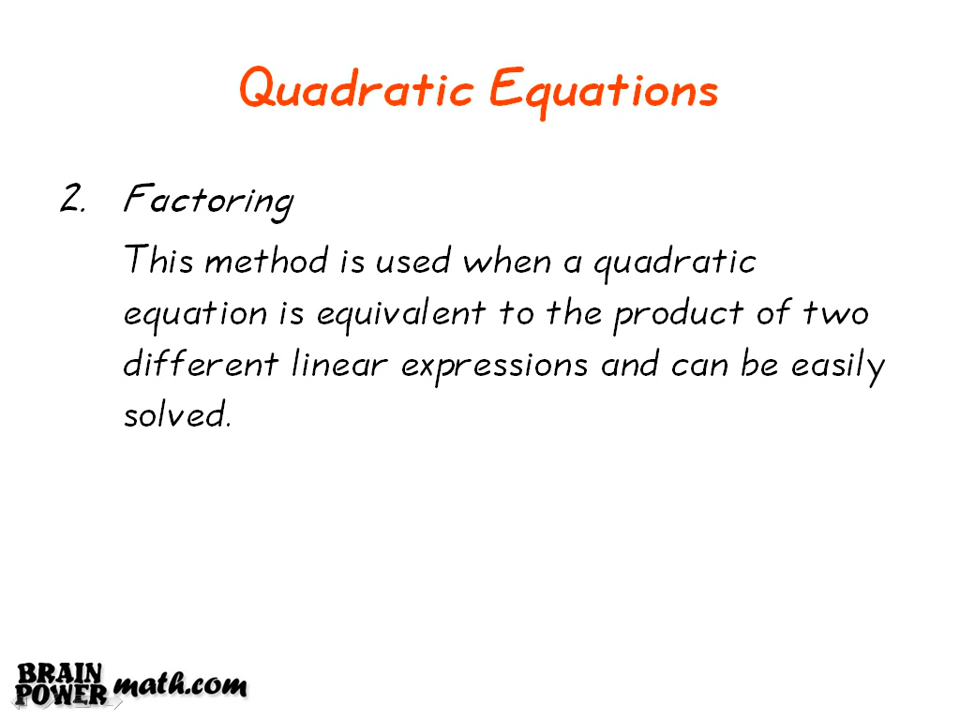 Quadratic Equations
2. Factoring
This method is used when a quadratic
equation is equivalent to the product of two
different linear expressions and can be easily
solved.
BRAIN
POWER math.com